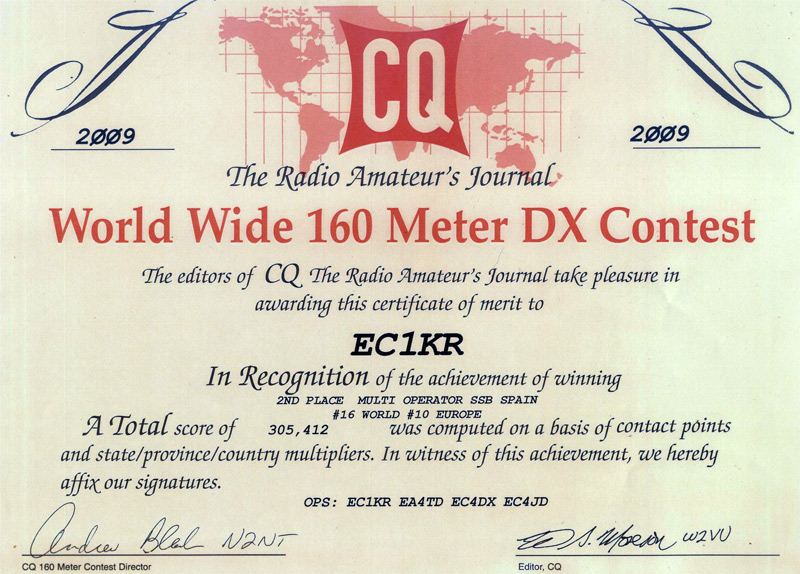 CQ
2009
2009
The Radio Amateur's Journal
World Wide 160 Meter DX Contest
The editors of CQ The Radio Amateur's Journal take pleasure in
awarding this certificate of merit to
EC1KR
In Recognition of the achievement of winning
2ND PLACE MULTI OPERATOR SSB SPAIN
#16 WORLD #10 EUROPE
A Total score of 305,412 was computed on a basis of contact points
and state/province/country multipliers. In witness of this achievement, we hereby
affix our signatures.
OPS: EC1KR EA4TD EC4DX EC4JD
Andrew N2NT
W2VU
CQ 160 Meter Contest Director
Editor, CQ